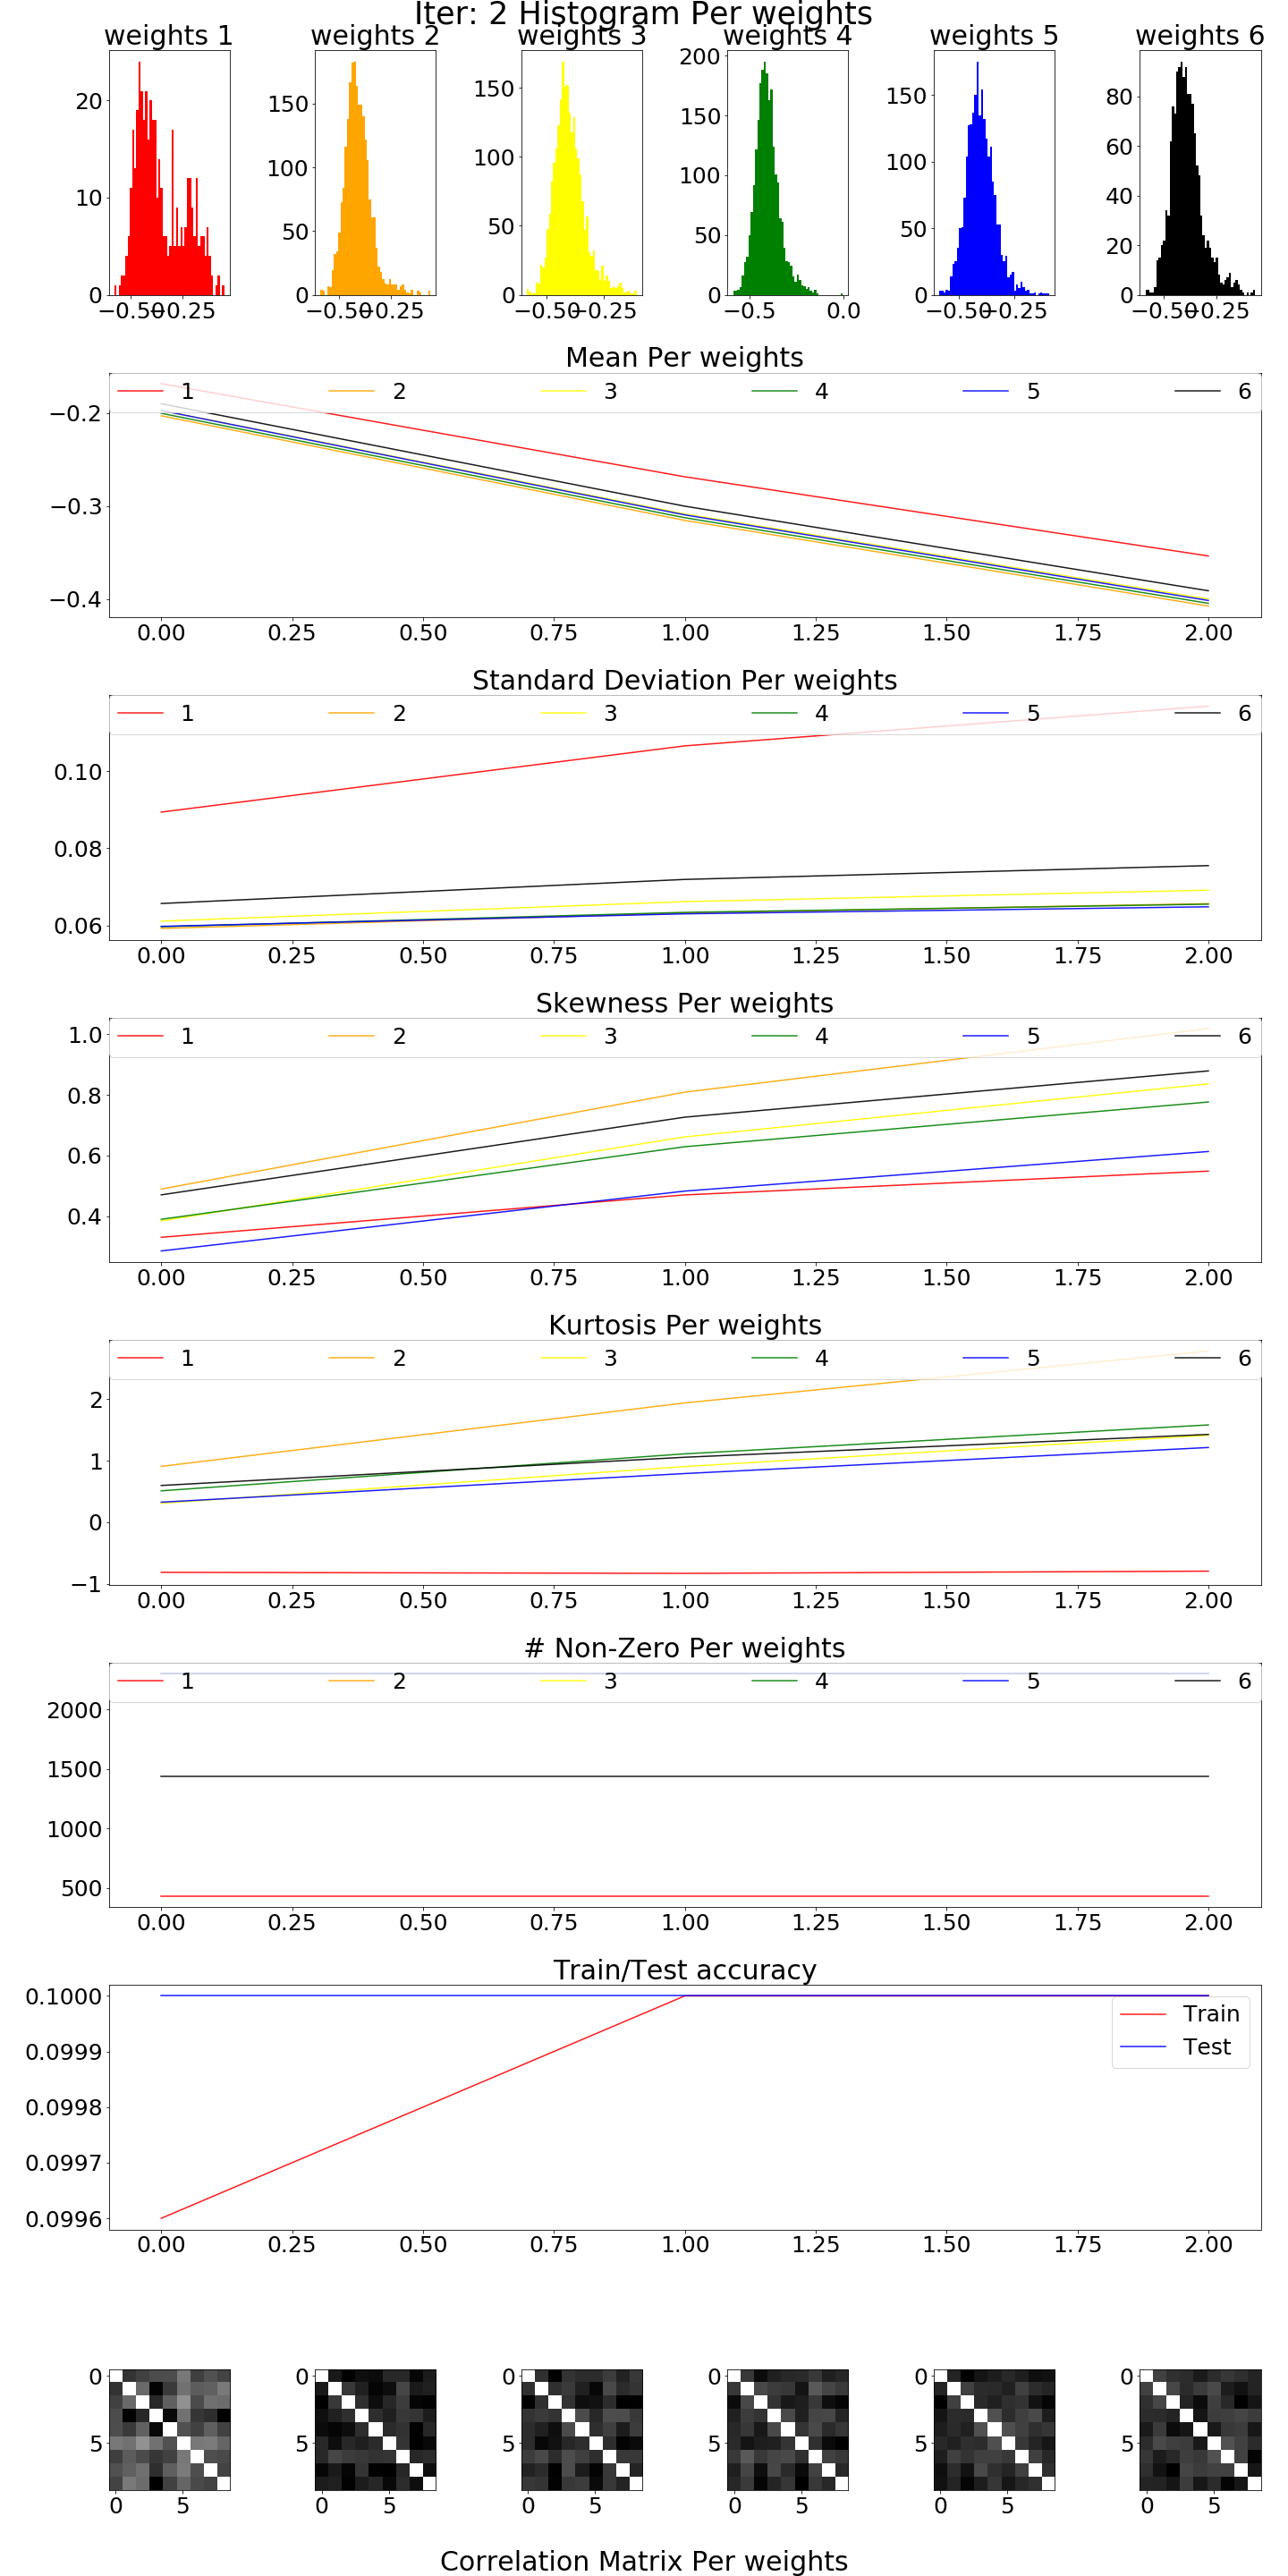 Iter: 2 Histogram Per weights
weights 1 weights 2 weights 3 weights 4 weights 5 weights 6
20
10
0
−0.50 −0.25
150
100
50
0
−0.50 −0.25
150
100
50
0
−0.50 −0.25
200
150
100
50
0
−0.5 0.0
150
100
50
0
−0.50 −0.25
80
60
40
20
0
−0.50 −0.25
Mean Per weights
1 2 3 4 5 6
−0.2
−0.3
−0.4
0.00 0.25 0.50 0.75 1.00 1.25 1.50 1.75 2.00
Standard Deviation Per weights
1 2 3 4 5 6
0.10
0.08
0.06
0.00 0.25 0.50 0.75 1.00 1.25 1.50 1.75 2.00
Skewness Per weights
1.0
1 2 3 4 5 6
0.8
0.6
0.4
0.00 0.25 0.50 0.75 1.00 1.25 1.50 1.75 2.00
Kurtosis Per weights
1 2 3 4 5 6
2
1
0
−1
0.00 0.25 0.50 0.75 1.00 1.25 1.50 1.75 2.00
# Non-Zero Per weights
1 2 3 4 5 6
2000
1500
1000
500
0.00 0.25 0.50 0.75 1.00 1.25 1.50 1.75 2.00
Train/Test accuracy
0.1000
Train
Test
0.0999
0.0998
0.0997
0.0996
0.00 0.25 0.50 0.75 1.00 1.25 1.50 1.75 2.00
0 0 0 0 0 0
5 5 5 5 5 5
0 5 0 5 0 5 0 5 0 5 0 5
Correlation Matrix Per weights